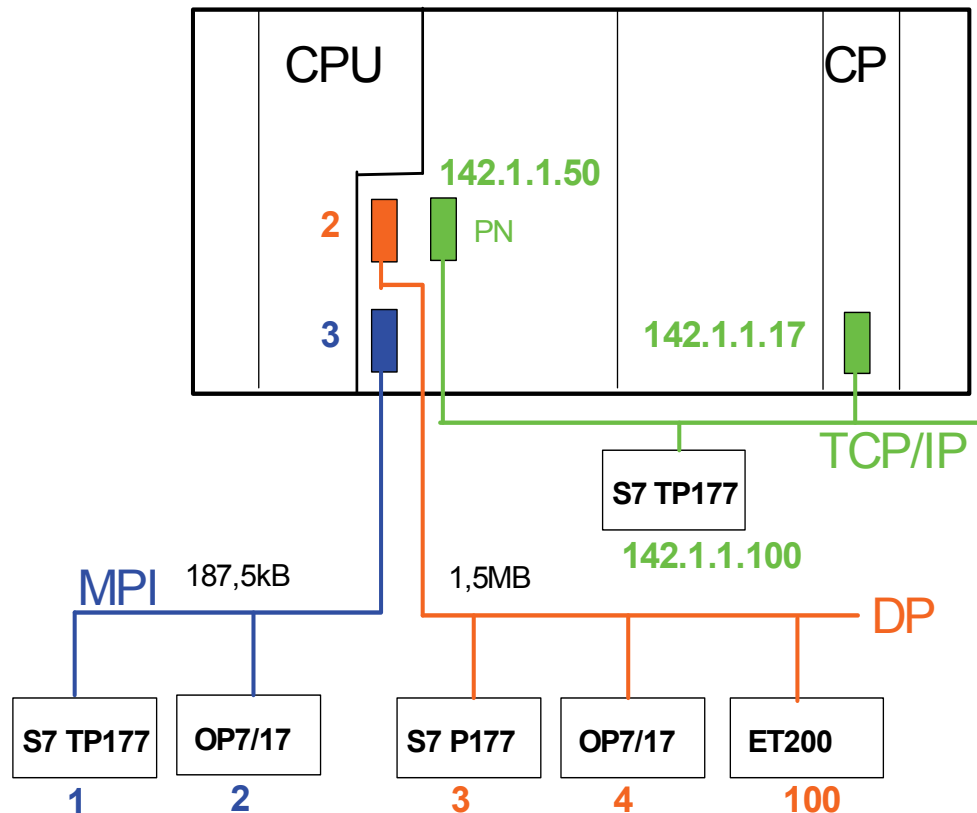 CPU
CP
142.1.1.50
2
PN
3
142.1.1.17
TCP/IP
S7 TP177
142.1.1.100
MPI
187,5kB
1,5MB
DP
S7 TP177
OP7/17
S7 P177
OP7/17
ET200
1
2
3
4
100